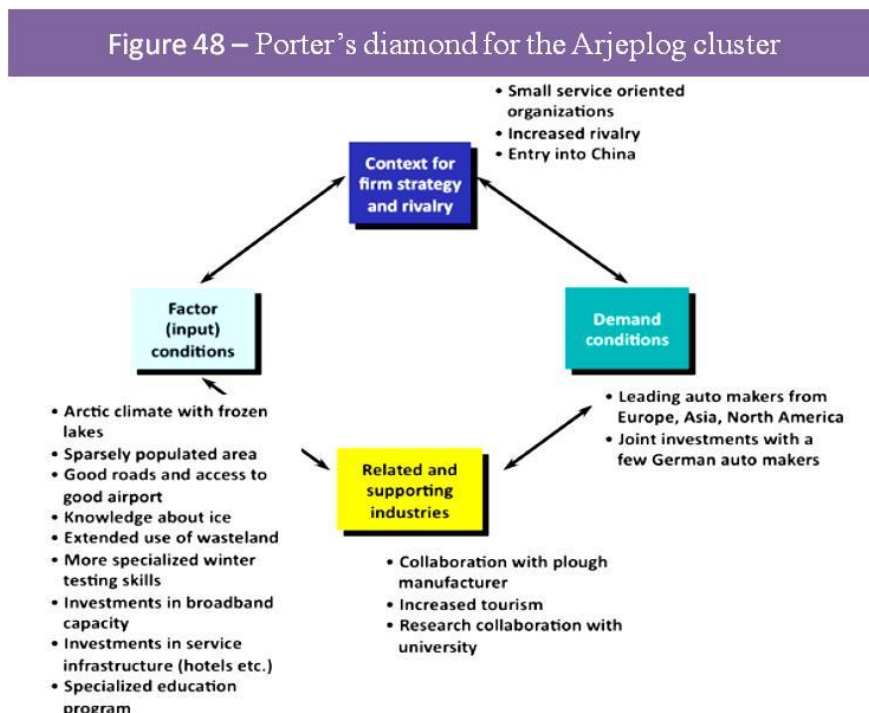 Figure 48 – Porter's diamond for the Arjeplog cluster
• Small service oriented
organizations
• Increased rivalry
• Entry into China
Context for
firm strategy
and rivalry
Factor
(input)
conditions
Demand
conditions
• Arctic climate with frozen
lakes
• Sparsely populated area
• Good roads and access to
good airport
• Knowledge about ice
• Extended use of wasteland
• More specialized winter
testing skills
• Investments in broadband
capacity
• Investments in service
infrastructure (hotels etc.)
• Specialized education
program
• Leading auto makers from
Europe, Asia, North America
• Joint investments with a
few German auto makers
Related and
supporting
industries
• Collaboration with plough
manufacturer
• Increased tourism
• Research collaboration with
university